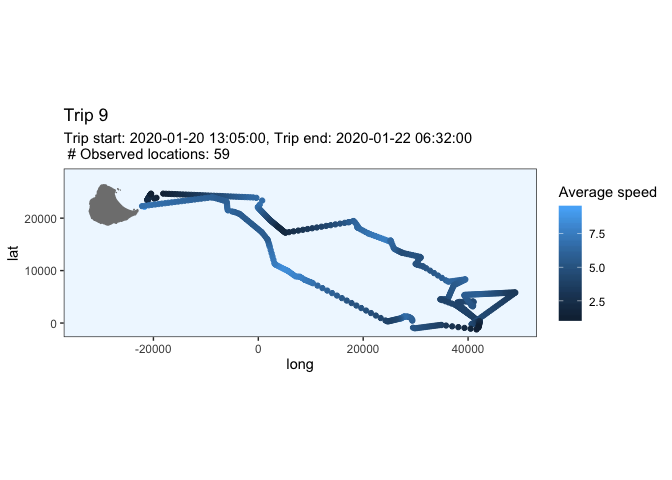 Trip 9
Trip start: 2020-01-20 13:05:00, Trip end: 2020-01-22 06:32:00
# Observed locations: 59
Average speed
7.5
5.0
2.5
lat
20000
10000
0
-20000 0 20000 40000
long